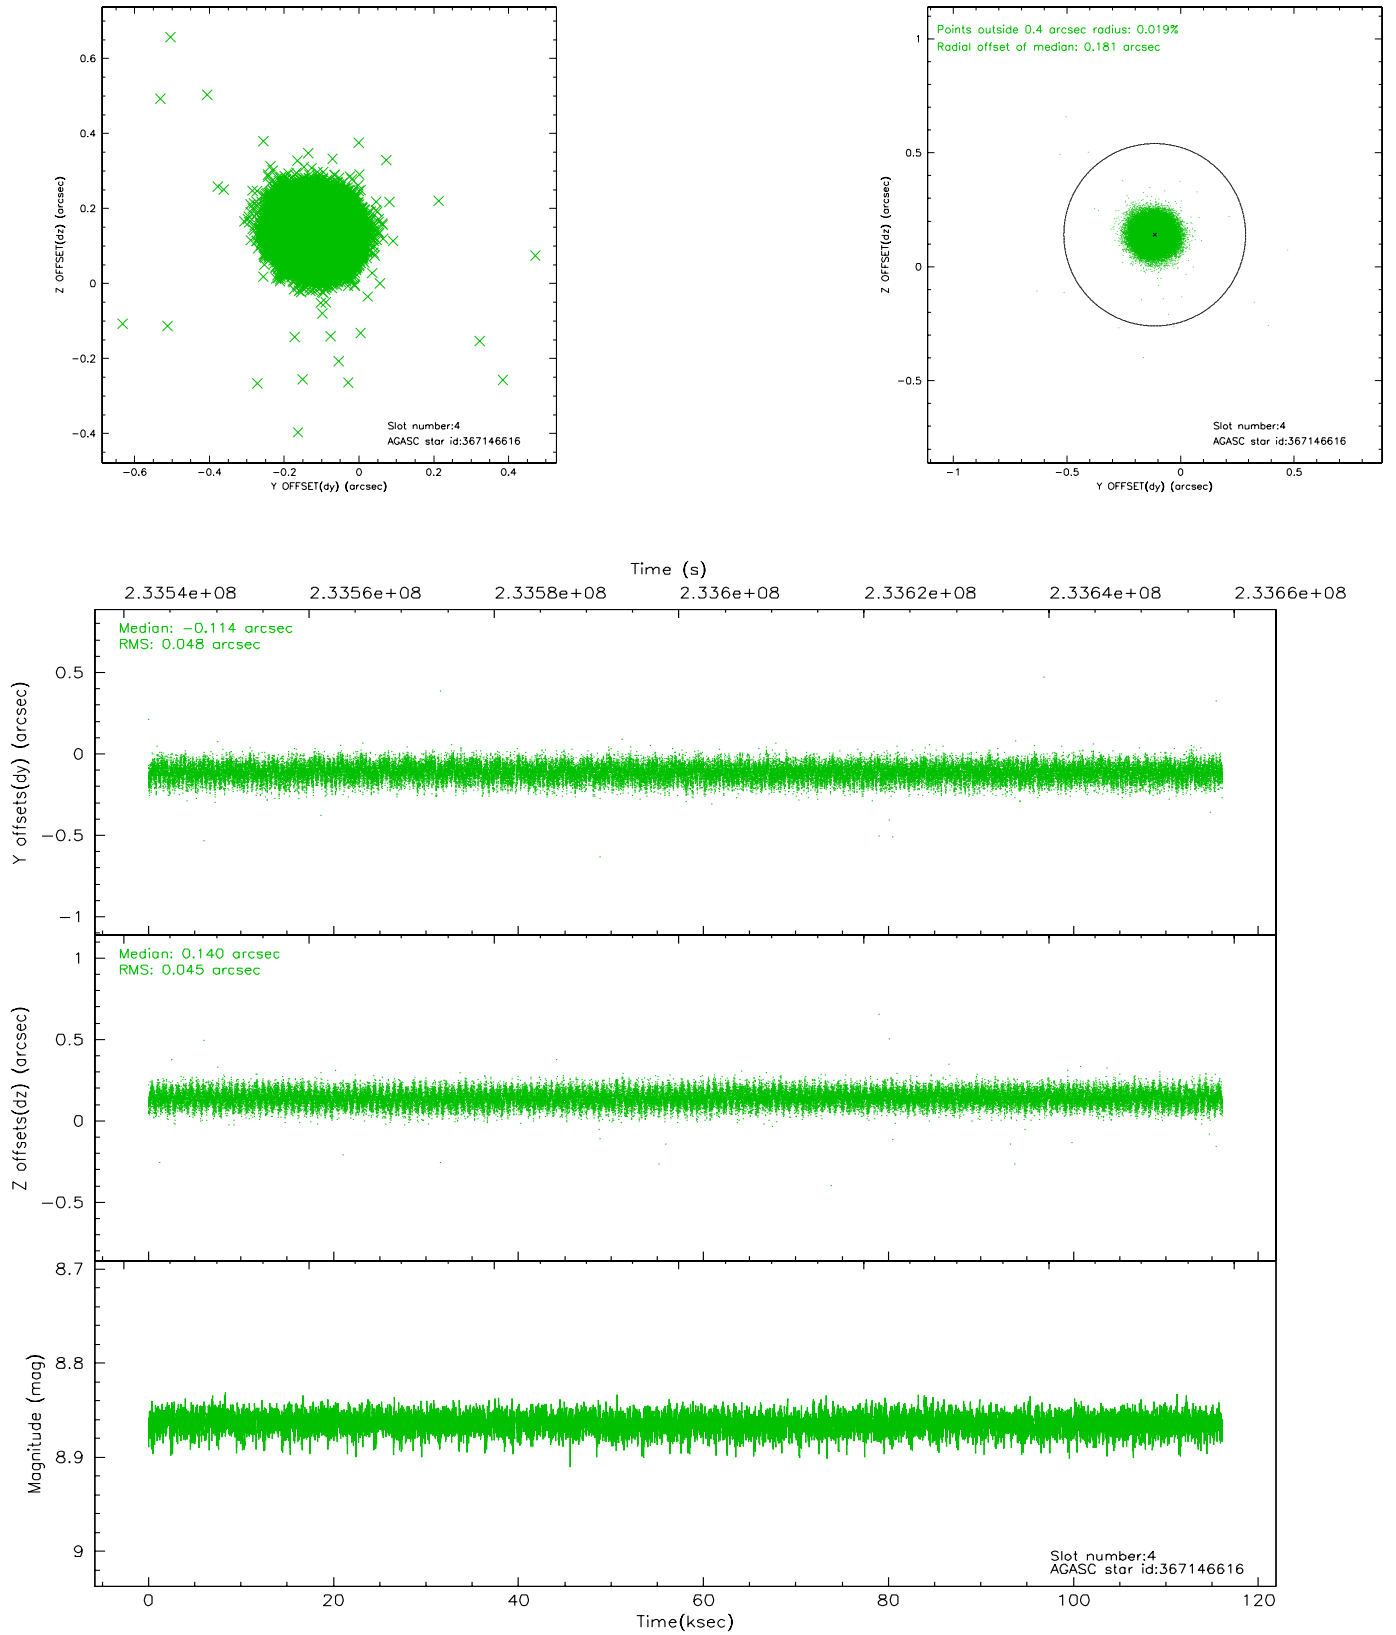 0.6
0.4
0.2
0
−0.2
−0.4
Z OFFSET(dz) (arcsec)
Slot number:4
AGASC star id:367146616
−0.6 −0.4 −0.2 0 0.2 0.4
Y OFFSET(dy) (arcsec)
Points outside 0.4 arcsec radius: 0.019%
Radial offset of median: 0.181 arcsec
1
0.5
0
−0.5
Z OFFSET(dz) (arcsec)
Slot number:4
AGASC star id:367146616
−1 −0.5 0 0.5
Y OFFSET(dy) (arcsec)
Time (s)
2.3354e+08 2.3356e+08 2.3358e+08 2.336e+08 2.3362e+08 2.3364e+08 2.3366e+08
Median: −0.114 arcsec
RMS: 0.048 arcsec
0.5
0
−0.5
−1
Y offsets(dy) (arcsec)
Median: 0.140 arcsec
RMS: 0.045 arcsec
1
0.5
0
−0.5
Z offsets(dz) (arcsec)
8.7
8.8
8.9
9
Magnitude (mag)
Slot number:4
AGASC star id:367146616
0 20 40 60 80 100 120
Time(ksec)